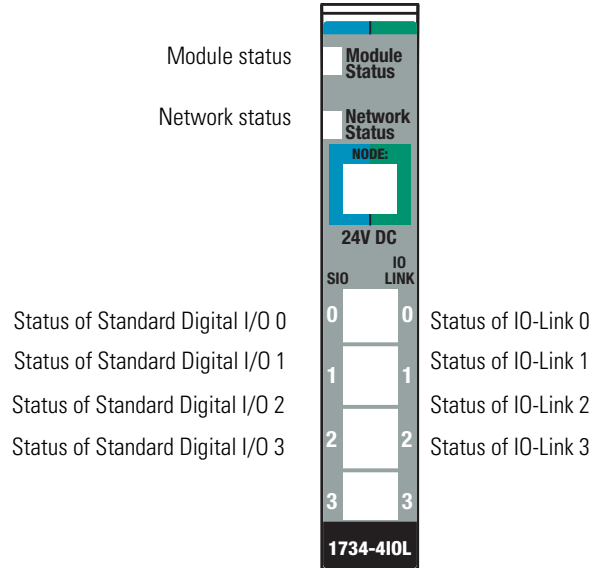 Module status
Module
Status
Network status
Network
Status
NODE:
24V DC
SIO
IO
LINK
Status of Standard Digital I/O 0
0
0
Status of IO-Link 0
Status of Standard Digital I/O 1
1
1
Status of IO-Link 1
Status of Standard Digital I/O 2
Status of IO-Link 2
Status of Standard Digital I/O 3
2
2
Status of IO-Link 3
3
3
1734-4IOL